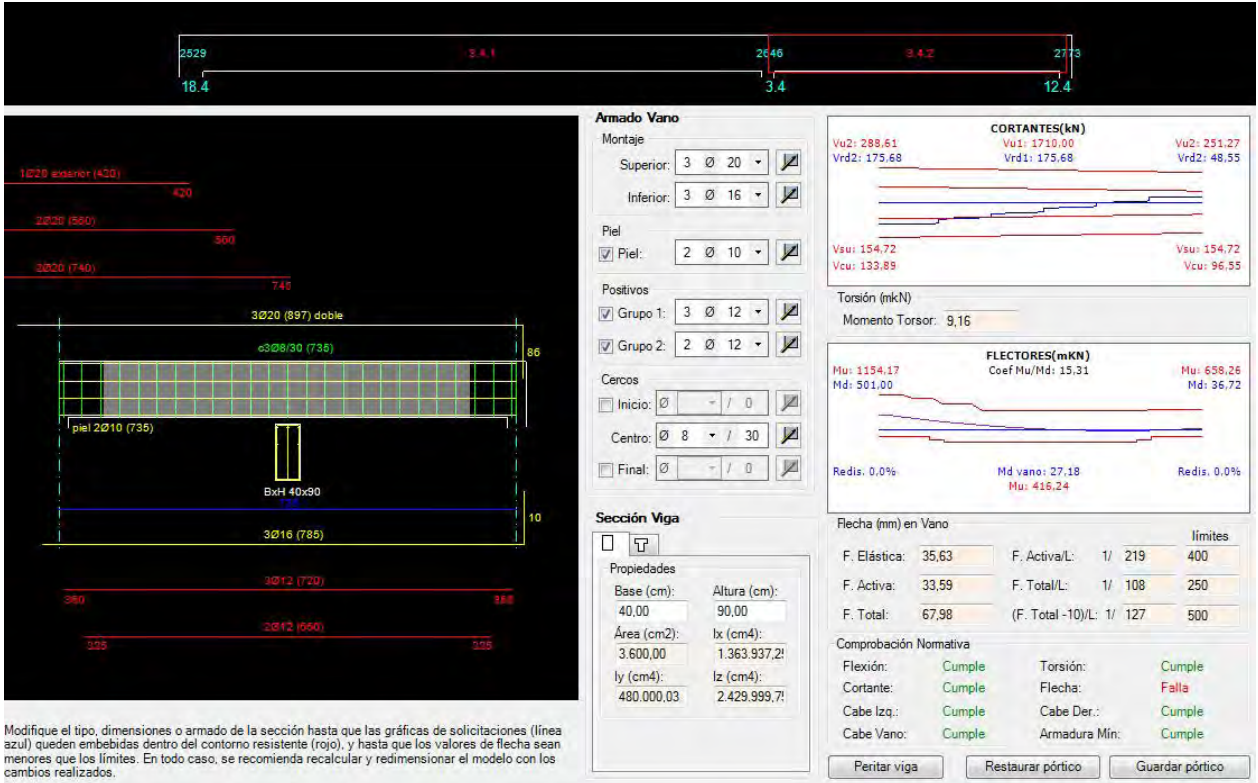 2529
3.4.1
2646
3.4.2
2773
18.4
3.4
12.4
1Ø20 exterior (420)
420
2Ø20 (560)
560
2Ø20 (740)
740
3Ø20 (897) doble
c3Ø8/30 (735)
86
piel 2Ø10 (735)
BxH 40x90
10
3Ø16 (785)
3Ø12 (720)
360
2Ø12 (650)
325
325
Modifique el tipo, dimensiones o armado de la sección hasta que las gráficas de solicitaciones (línea
azul) queden embebidas dentro del contorno resistente (rojo), y hasta que los valores de flecha sean
menores que los límites. En todo caso, se recomienda recalcular y redimensionar el modelo con los
cambios realizados.
Armado Vano
Montaje
Superior: 3 Ø 20
Inferior: 3 Ø 16
Piel
Piel: 2 Ø 10
Positivos
Grupo 1: 3 Ø 12
Grupo 2: 2 Ø 12
Cercos
Inicio: Ø / 0
Centro: Ø 8 / 30
Final: Ø / 0
Sección Viga
Propiedades
Base (cm): Altura (cm):
40,00 90,00
Área (cm2): Ix (cm4):
3.600,00 1.363.937,2
Iy (cm4): Iz (cm4):
480.000,03 2.429.999,7
CORTANTES(kN)
Vu2: 288,61 Vu1: 1710,00 Vu2: 251,27
Vrd2: 175,68 Vrd1: 175,68 Vrd2: 48,55
Vsu: 154,72 Vsu: 154,72
Vcu: 133,89 Vcu: 96,55
Torsión (mkN)
Momento Torsor: 9,16
FLECTORES(mKN)
Mu: 1154,17 Coef Mu/Md: 15,31 Mu: 658,26
Md: 501,00 Md: 36,72
Redis. 0,0% Md vano: 27,18 Redis. 0,0%
Mu: 416,24
Flecha (mm) en Vano
límites
F. Elástica: 35,63 F. Activa/L: 1/ 219 400
F. Activa: 33,59 F. Total/L: 1/ 108 250
F. Total: 67,98 (F. Total -10)/L: 1/ 127 500
Comprobación Normativa
Flexión: Cumple Torsión: Cumple
Cortante: Cumple Flecha: Falla
Cabe Izq.: Cumple Cabe Der.: Cumple
Cabe Vano: Cumple Armadura Mín: Cumple
Peritar viga Restaurar pórtico Guardar pórtico